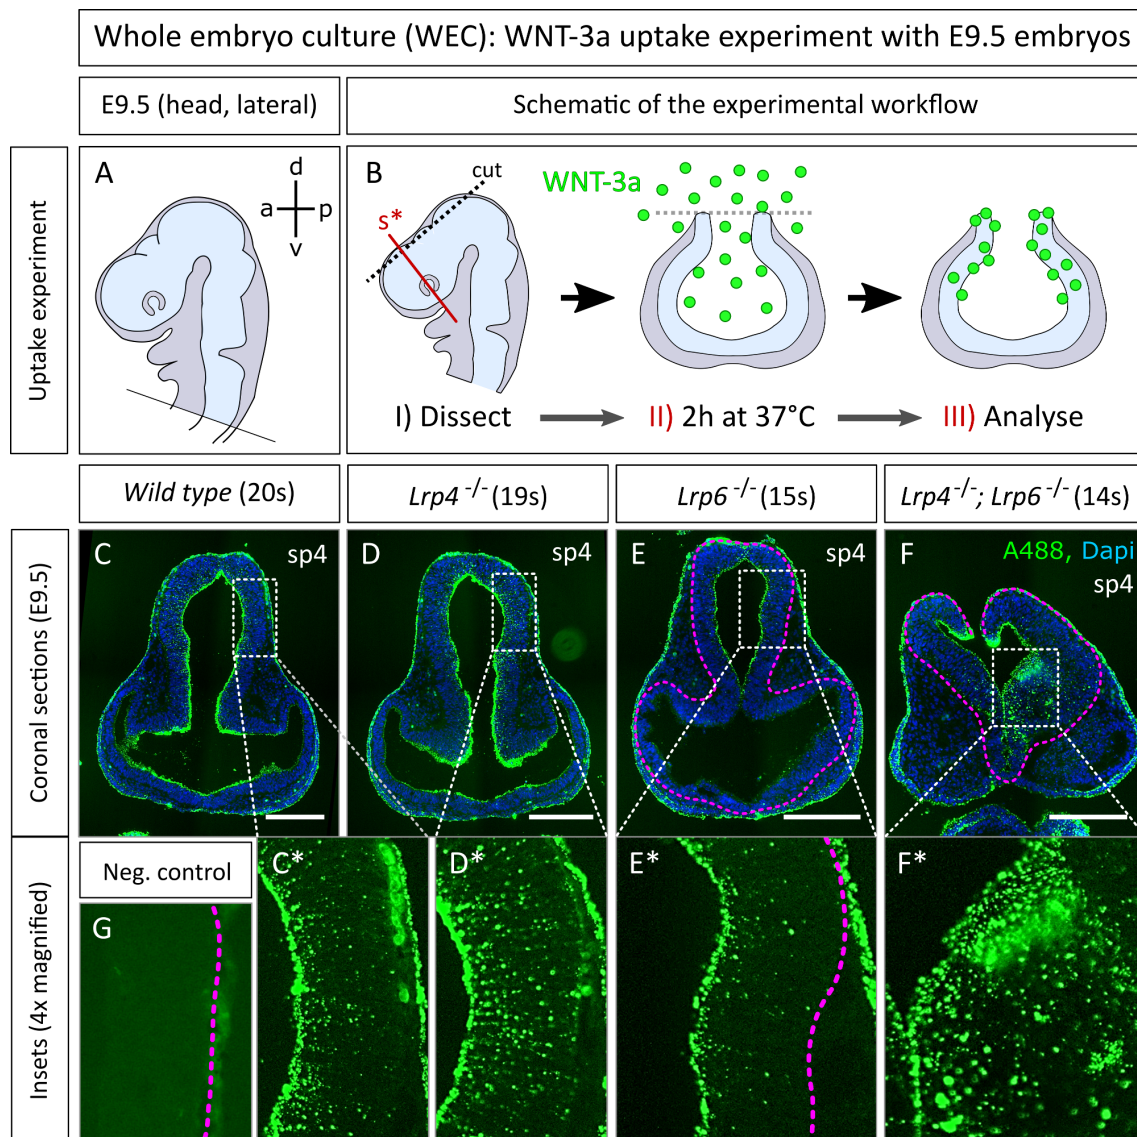 Whole embryo culture (WEC): WNT-3a uptake experiment with E9.5 embryos
E9.5 (head, lateral)
Schematic of the experimental workflow
Uptake experiment
A
d
a
p
v
B
cut
s*
WNT-3a
I) Dissect
II) 2h at 37°C
III) Analyse
Wild type (20s)
Lrp4 -/- (19s)
Lrp6 -/- (15s)
Lrp4-/-; Lrp6 -/- (14s)
Coronal sections (E9.5)
C
sp4
D
sp4
E
sp4
F
A488, Dapi
sp4
Insets (4x magnified)
Neg. control
G
C*
D*
E*
F*